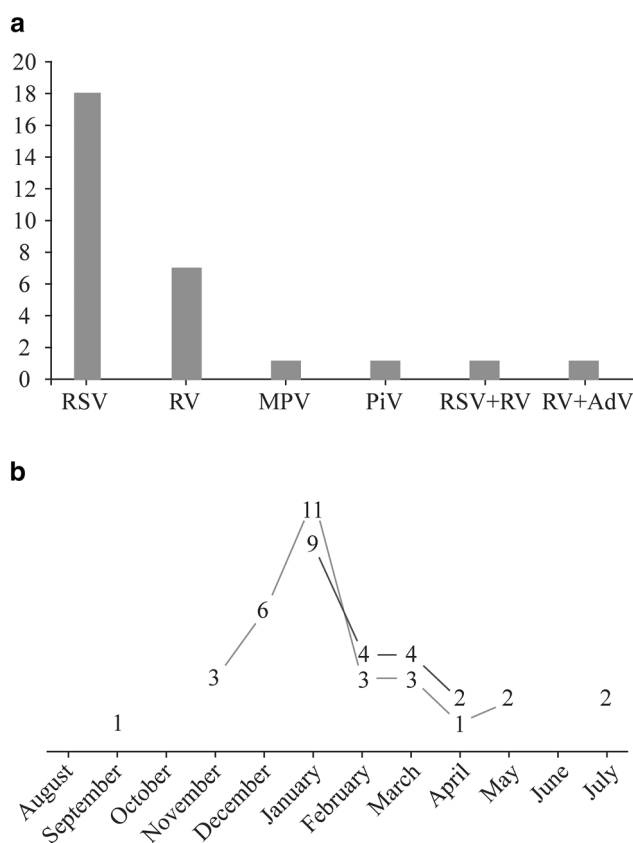 a
20
18
16
14
12
10
8
6
4
2
0
RSV RV MPV PiV RSV+RV RV+AdV
b
11
9
6
4 4
3 3 3
2 2 2
1 1
August September October November December January February March April May June July